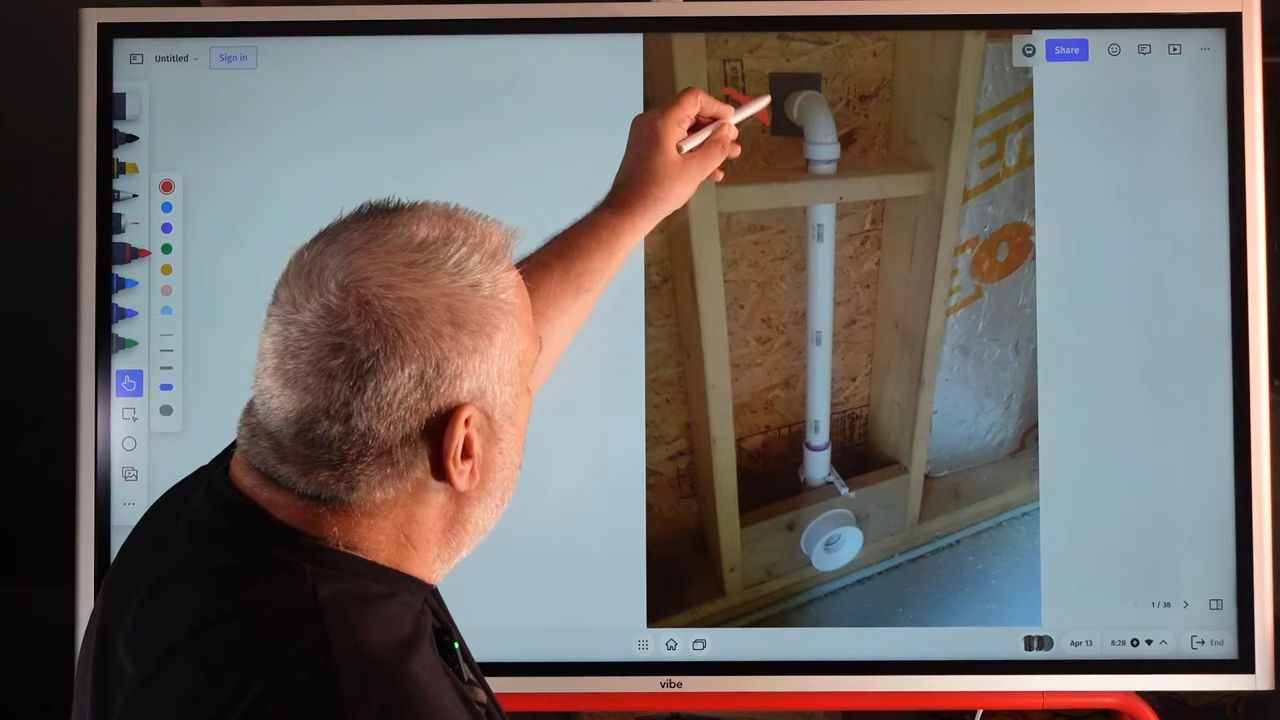 Untitled
Sign in
Share
1 / 38
Apr 13
8:28
End
vibe